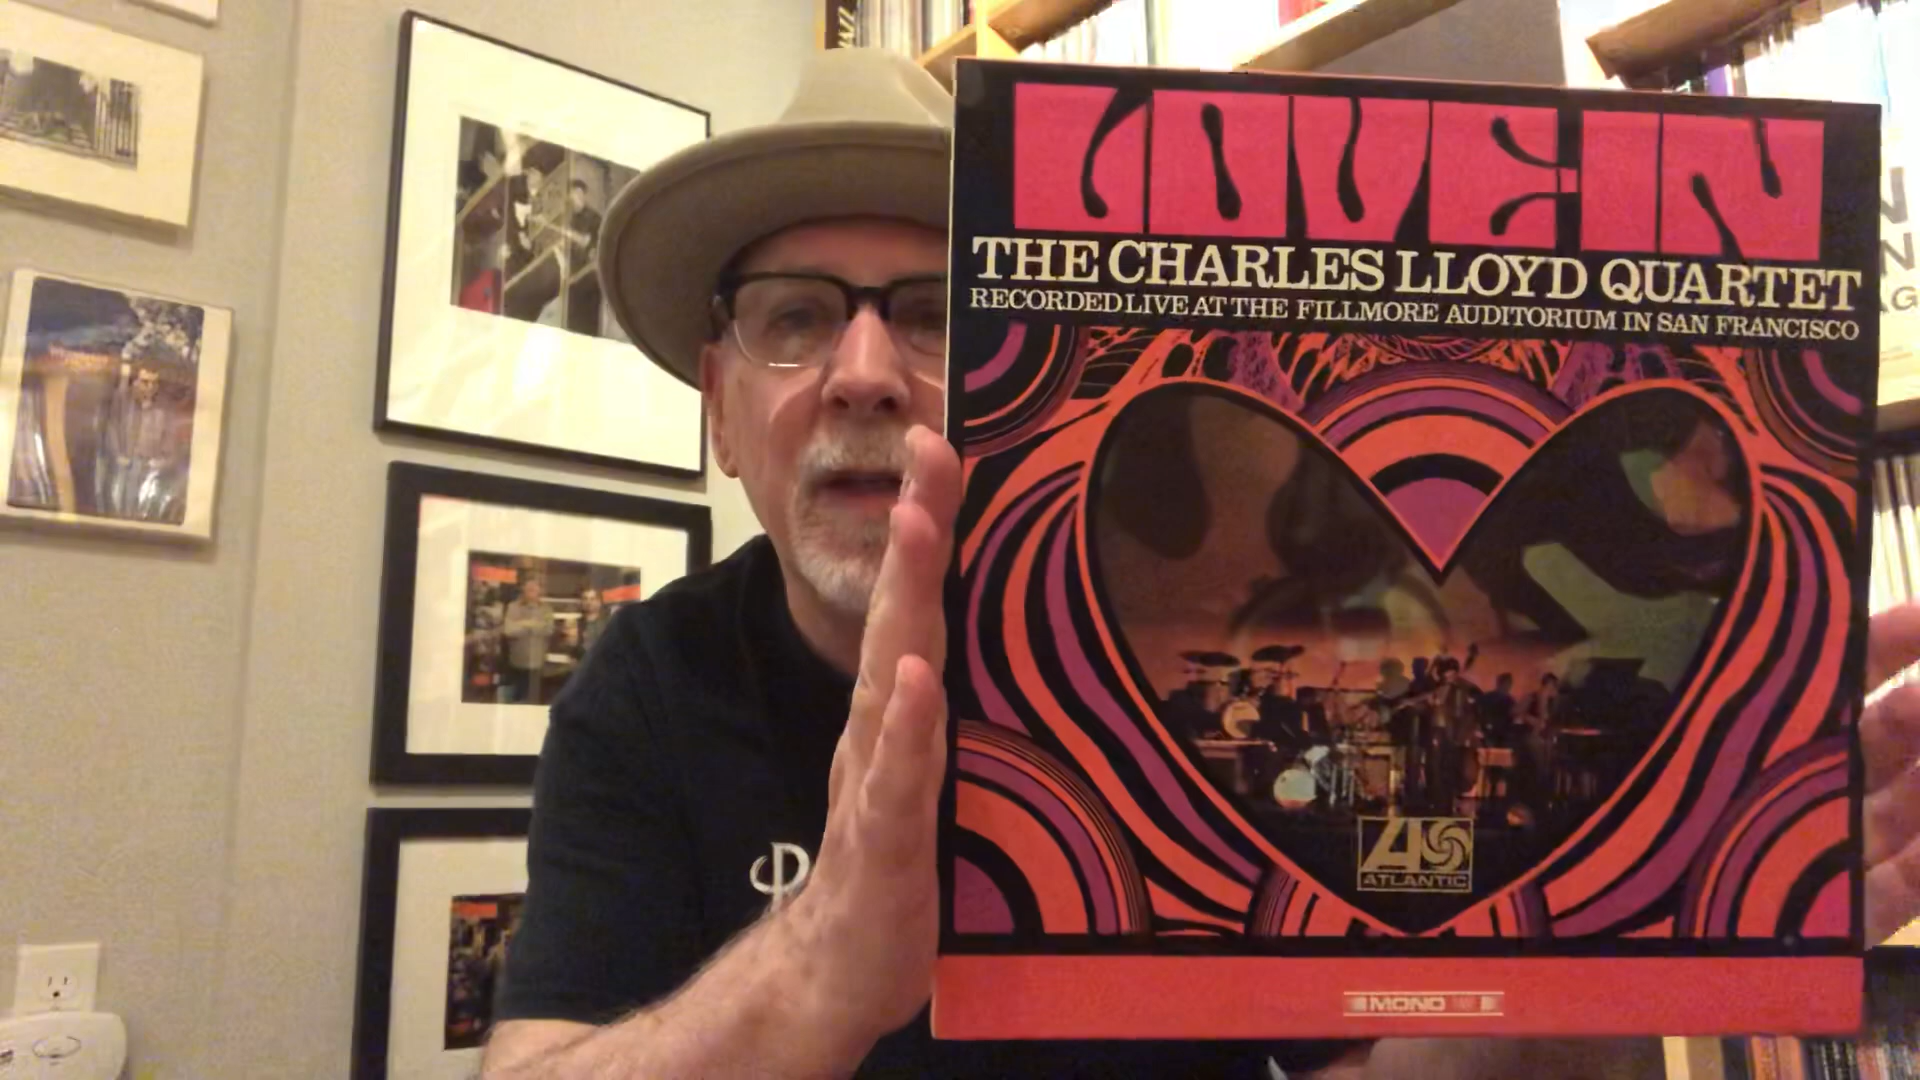 LOVE IN
THE CHARLES LLOYD QUARTET
RECORDED LIVE AT THE FILLMORE AUDITORIUM IN SAN FRANCISCO
ATLANTIC
MONO